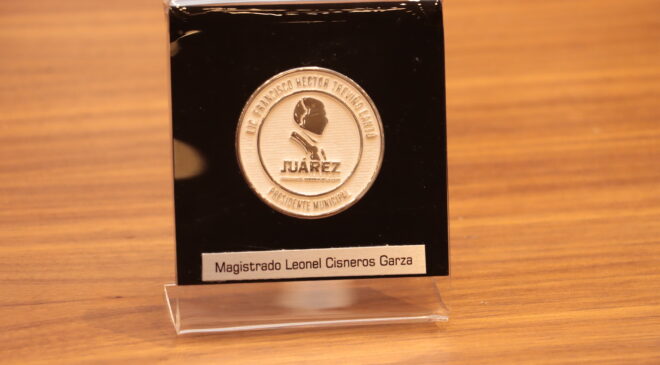 LIC. FRANCISCO HECTOR TREVIÑO CANTÚ
JUÁREZ
PRESIDENTE MUNICIPAL
Magistrado Leonel Cisneros Garza